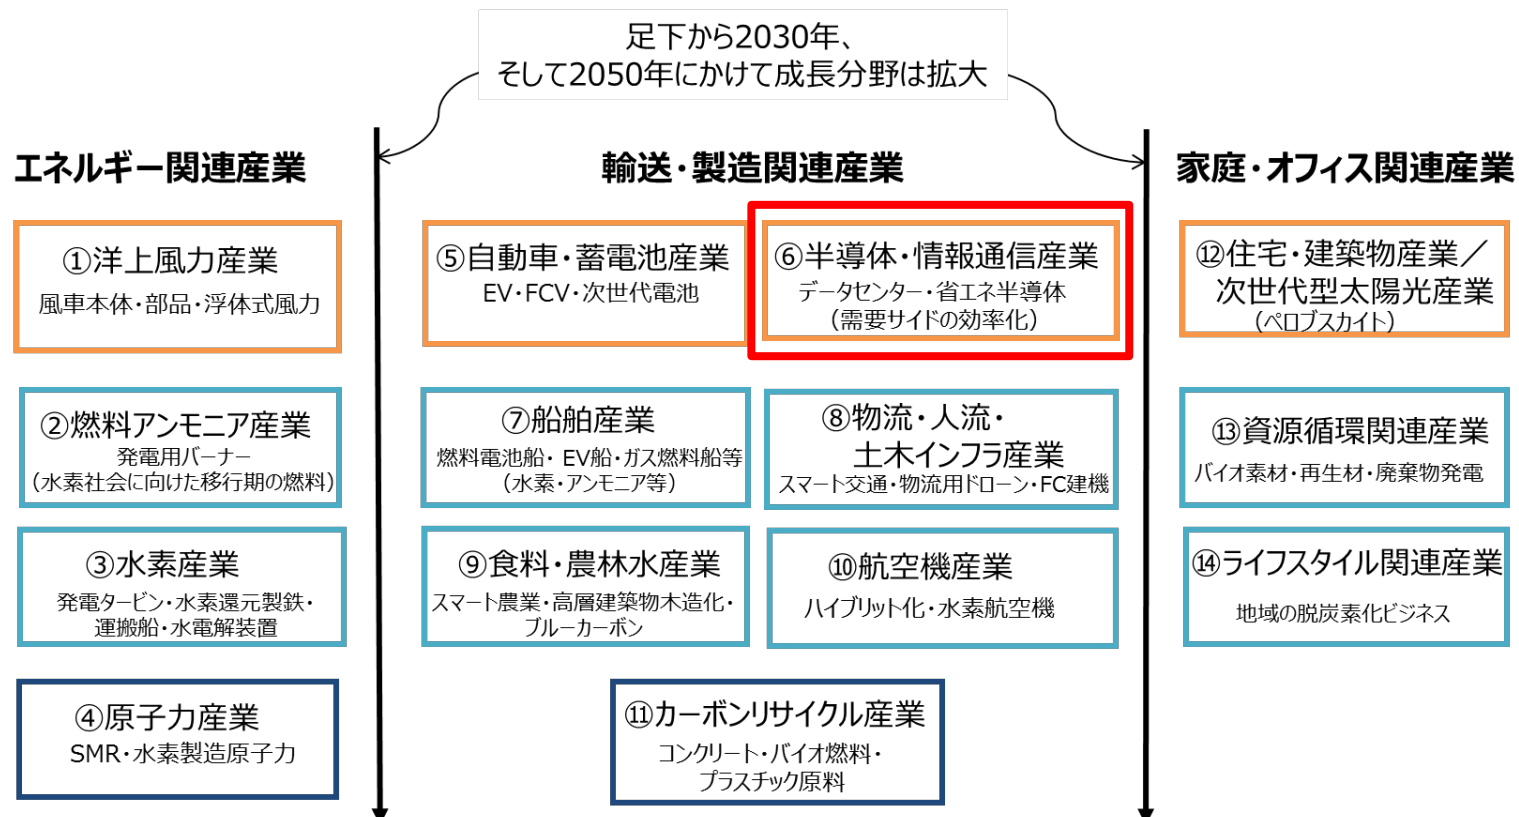 足下から2030年、
そして2050年にかけて成長分野は拡大
エネルギー関連産業
輸送・製造関連産業
家庭・オフィス関連産業
①洋上風力産業
風車本体・部品・浮体式風力
⑤自動車・蓄電池産業
EV・FCV・次世代電池
⑥半導体・情報通信産業
データセンター・省エネ半導体
（需要サイドの効率化）
⑫住宅・建築物産業／
次世代型太陽光産業
（ペロブスカイト）
②燃料アンモニア産業
発電用バーナー
（水素社会に向けた移行期の燃料）
⑦船舶産業
燃料電池船・EV船・ガス燃料船等
（水素・アンモニア等）
⑧物流・人流・
土木インフラ産業
スマート交通・物流用ドローン・FC建機
⑬資源循環関連産業
バイオ素材・再生材・廃棄物発電
③水素産業
発電タービン・水素還元製鉄・
運搬船・水電解装置
⑨食料・農林水産業
スマート農業・高層建築物木造化・
ブルーカーボン
⑩航空機産業
ハイブリット化・水素航空機
⑭ライフスタイル関連産業
地域の脱炭素化ビジネス
④原子力産業
SMR・水素製造原子力
⑪カーボンリサイクル産業
コンクリート・バイオ燃料・
プラスチック原料